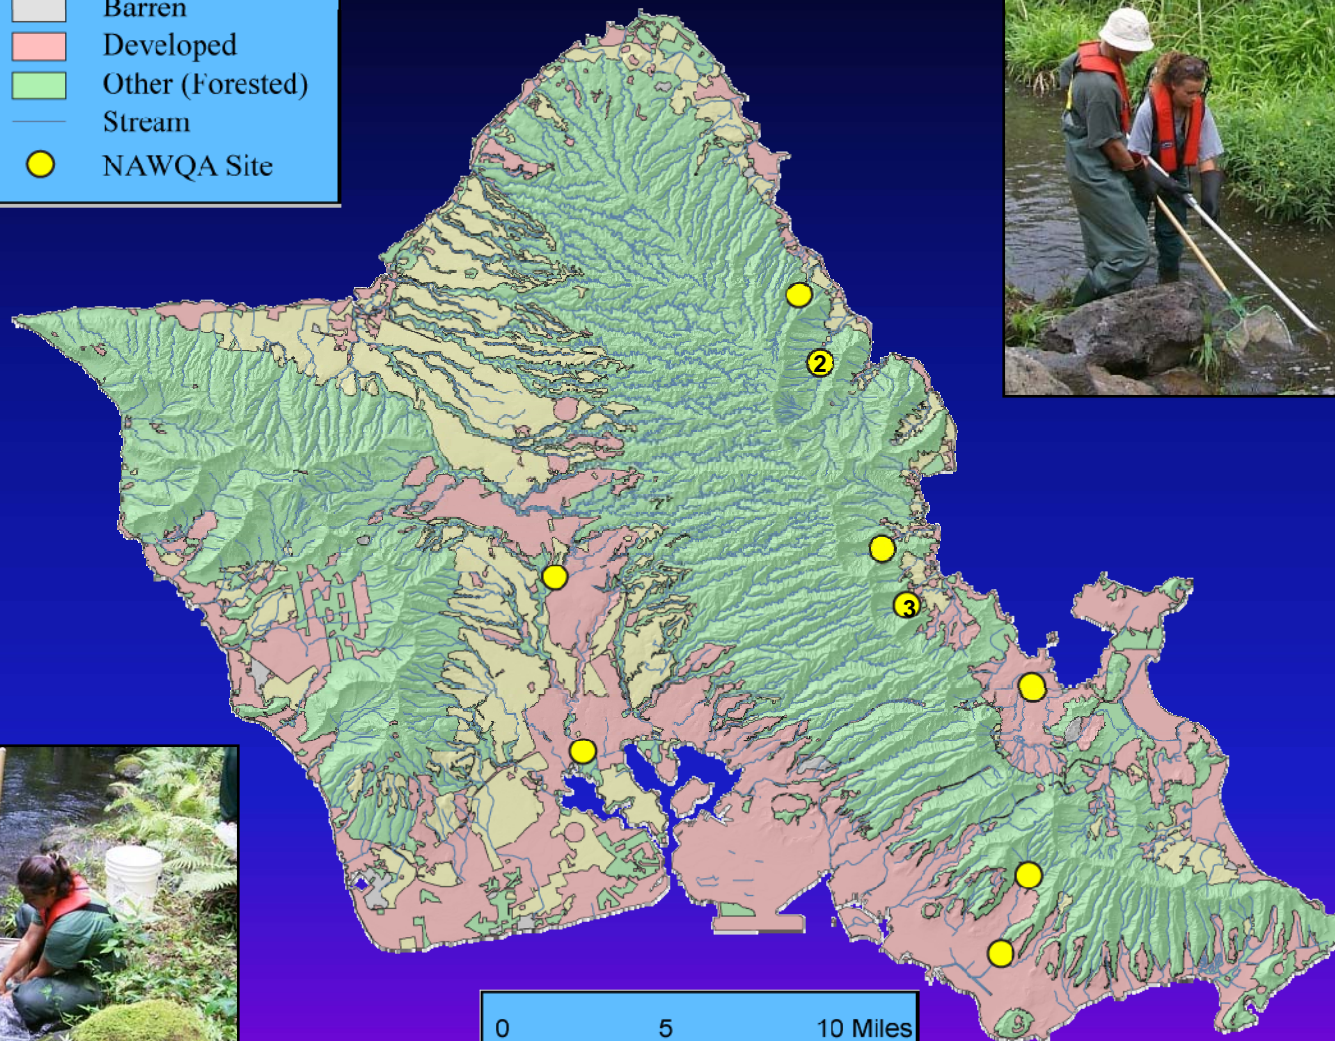 Barren
Developed
Other (Forested)
Stream
NAWQA Site
2
3
0 5 10 Miles